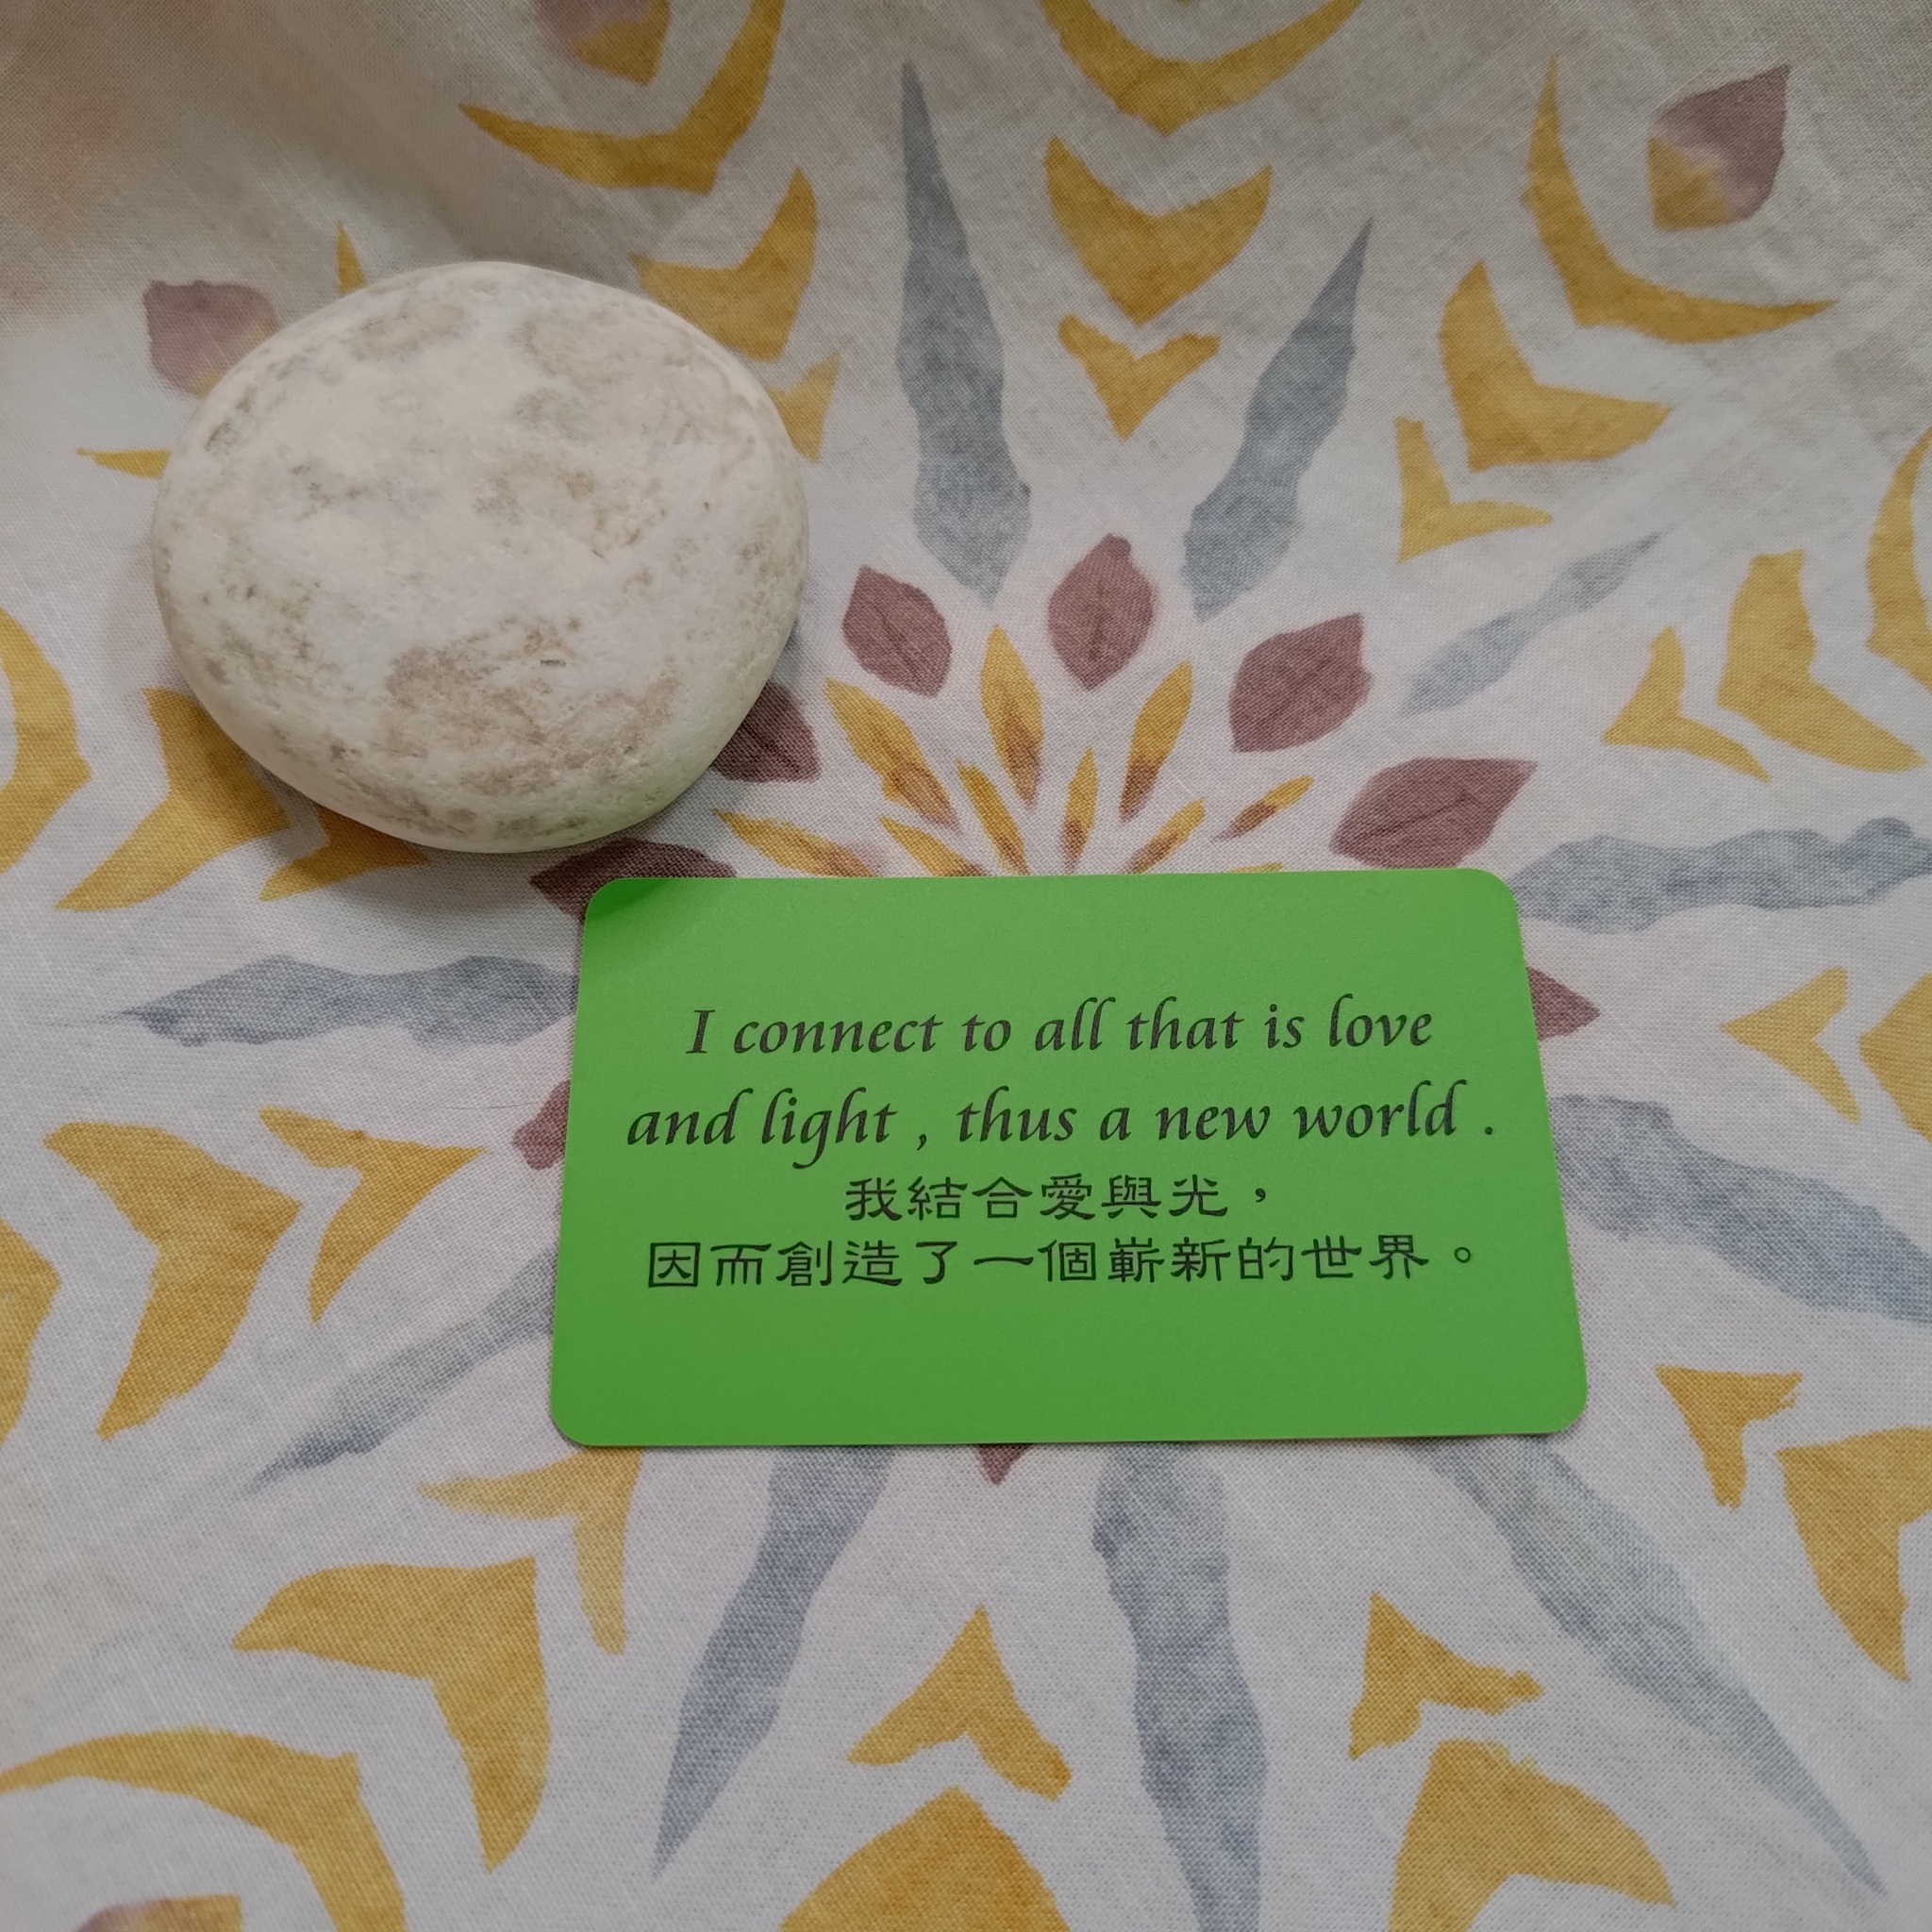 I connect to all that is love
and light , thus a new world .
我結合愛與光，
因而創造了一個嶄新的世界。